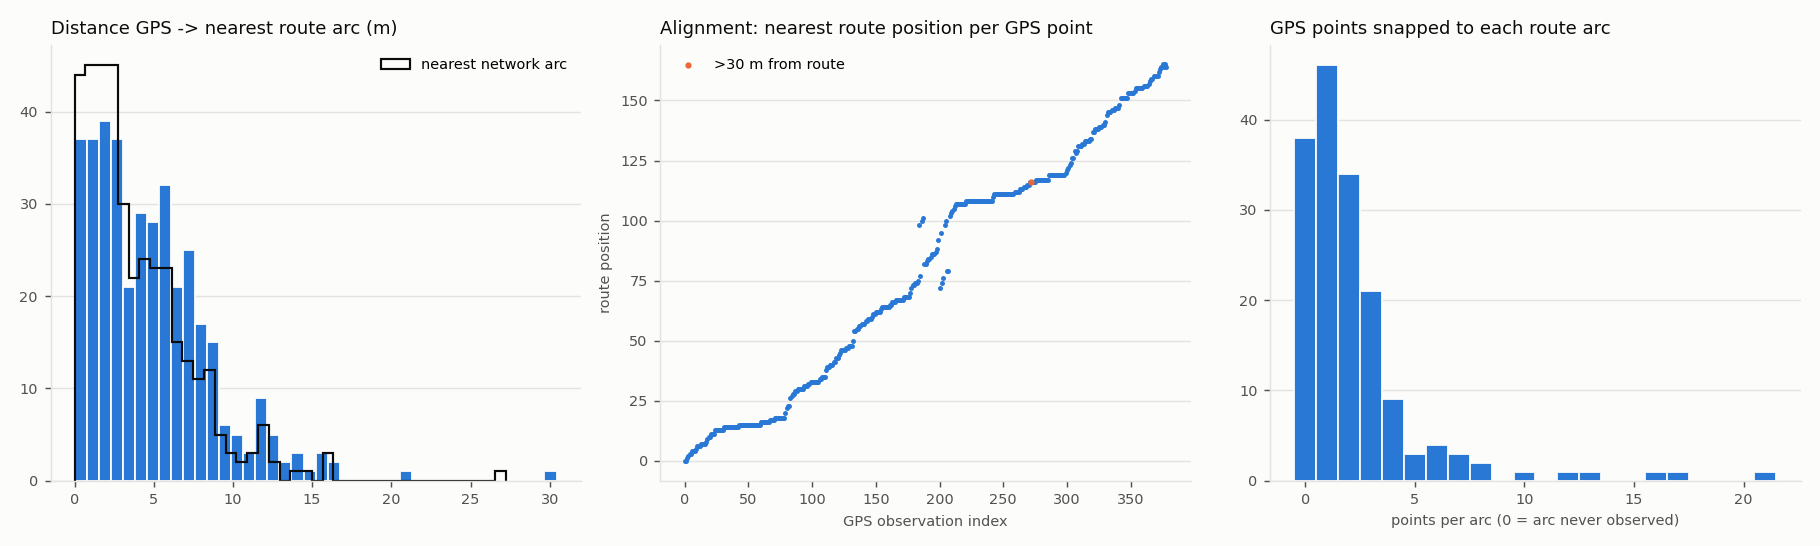 Distance GPS -> nearest route arc (m)
nearest network arc
40
30
20
10
0
0 5 10 15 20 25 30
Alignment: nearest route position per GPS point
>30 m from route
route position
150
125
100
75
50
25
0
0 50 100 150 200 250 300 350
GPS observation index
GPS points snapped to each route arc
40
30
20
10
0
0 5 10 15 20
points per arc (0 = arc never observed)